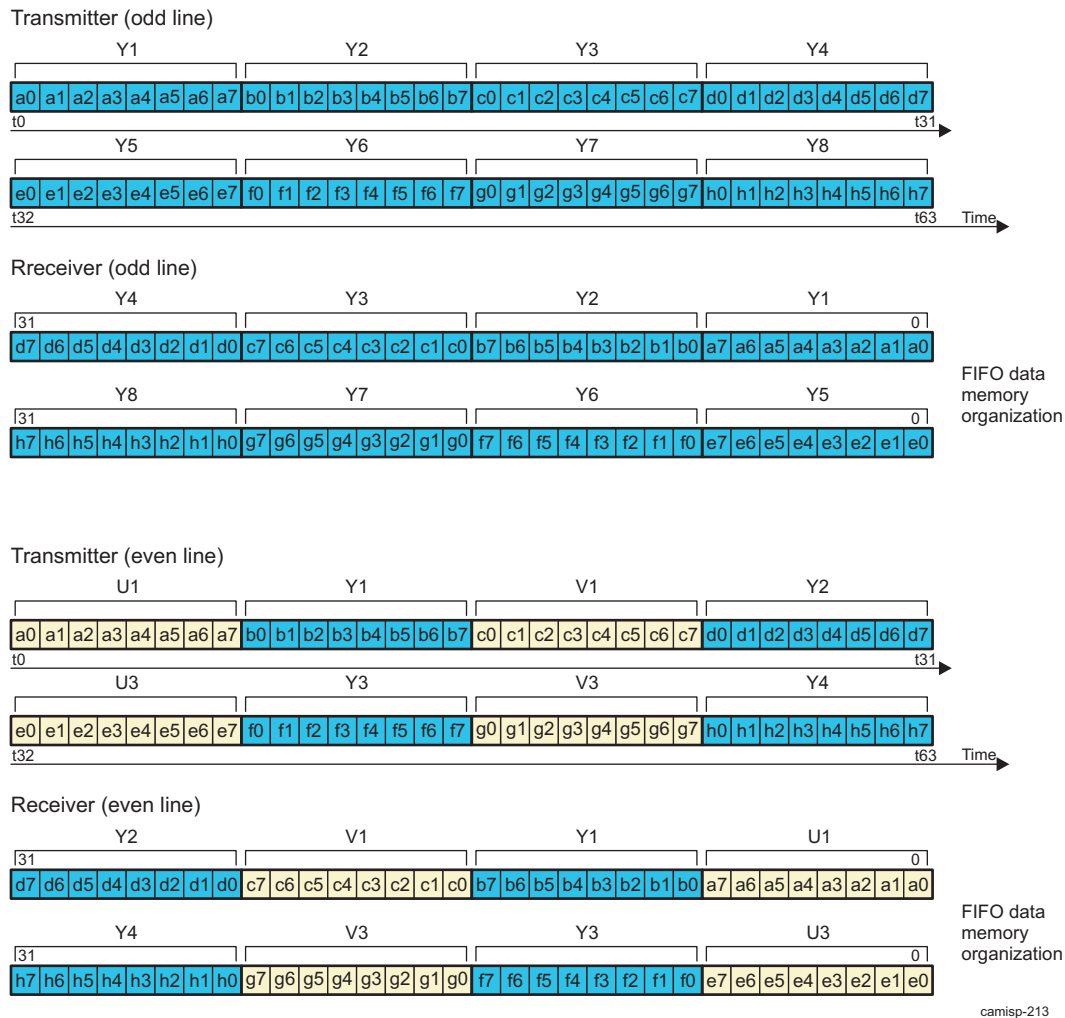 Transmitter (odd line)
Y1 Y2 Y3 Y4
a0 a1 a2 a3 a4 a5 a6 a7 b0 b1 b2 b3 b4 b5 b6 b7 c0 c1 c2 c3 c4 c5 c6 c7 d0 d1 d2 d3 d4 d5 d6 d7
t0 t31
Y5 Y6 Y7 Y8
e0 e1 e2 e3 e4 e5 e6 e7 f0 f1 f2 f3 f4 f5 f6 f7 g0 g1 g2 g3 g4 g5 g6 g7 h0 h1 h2 h3 h4 h5 h6 h7
t32 t63 Time
Rreceiver (odd line)
Y4 Y3 Y2 Y1
31 0
d7 d6 d5 d4 d3 d2 d1 d0 c7 c6 c5 c4 c3 c2 c1 c0 b7 b6 b5 b4 b3 b2 b1 b0 a7 a6 a5 a4 a3 a2 a1 a0
FIFO data
memory
organization
Y8 Y7 Y6 Y5
31 0
h7 h6 h5 h4 h3 h2 h1 h0 g7 g6 g5 g4 g3 g2 g1 g0 f7 f6 f5 f4 f3 f2 f1 f0 e7 e6 e5 e4 e3 e2 e1 e0
Transmitter (even line)
U1 Y1 V1 Y2
a0 a1 a2 a3 a4 a5 a6 a7 b0 b1 b2 b3 b4 b5 b6 b7 c0 c1 c2 c3 c4 c5 c6 c7 d0 d1 d2 d3 d4 d5 d6 d7
t0 t31
U3 Y3 V3 Y4
e0 e1 e2 e3 e4 e5 e6 e7 f0 f1 f2 f3 f4 f5 f6 f7 g0 g1 g2 g3 g4 g5 g6 g7 h0 h1 h2 h3 h4 h5 h6 h7
t32 t63 Time
Receiver (even line)
Y2 V1 Y1 U1
31 0
d7 d6 d5 d4 d3 d2 d1 d0 c7 c6 c5 c4 c3 c2 c1 c0 b7 b6 b5 b4 b3 b2 b1 b0 a7 a6 a5 a4 a3 a2 a1 a0
FIFO data
memory
organization
Y4 V3 Y3 U3
31 0
h7 h6 h5 h4 h3 h2 h1 h0 g7 g6 g5 g4 g3 g2 g1 g0 f7 f6 f5 f4 f3 f2 f1 f0 e7 e6 e5 e4 e3 e2 e1 e0
camisp-213